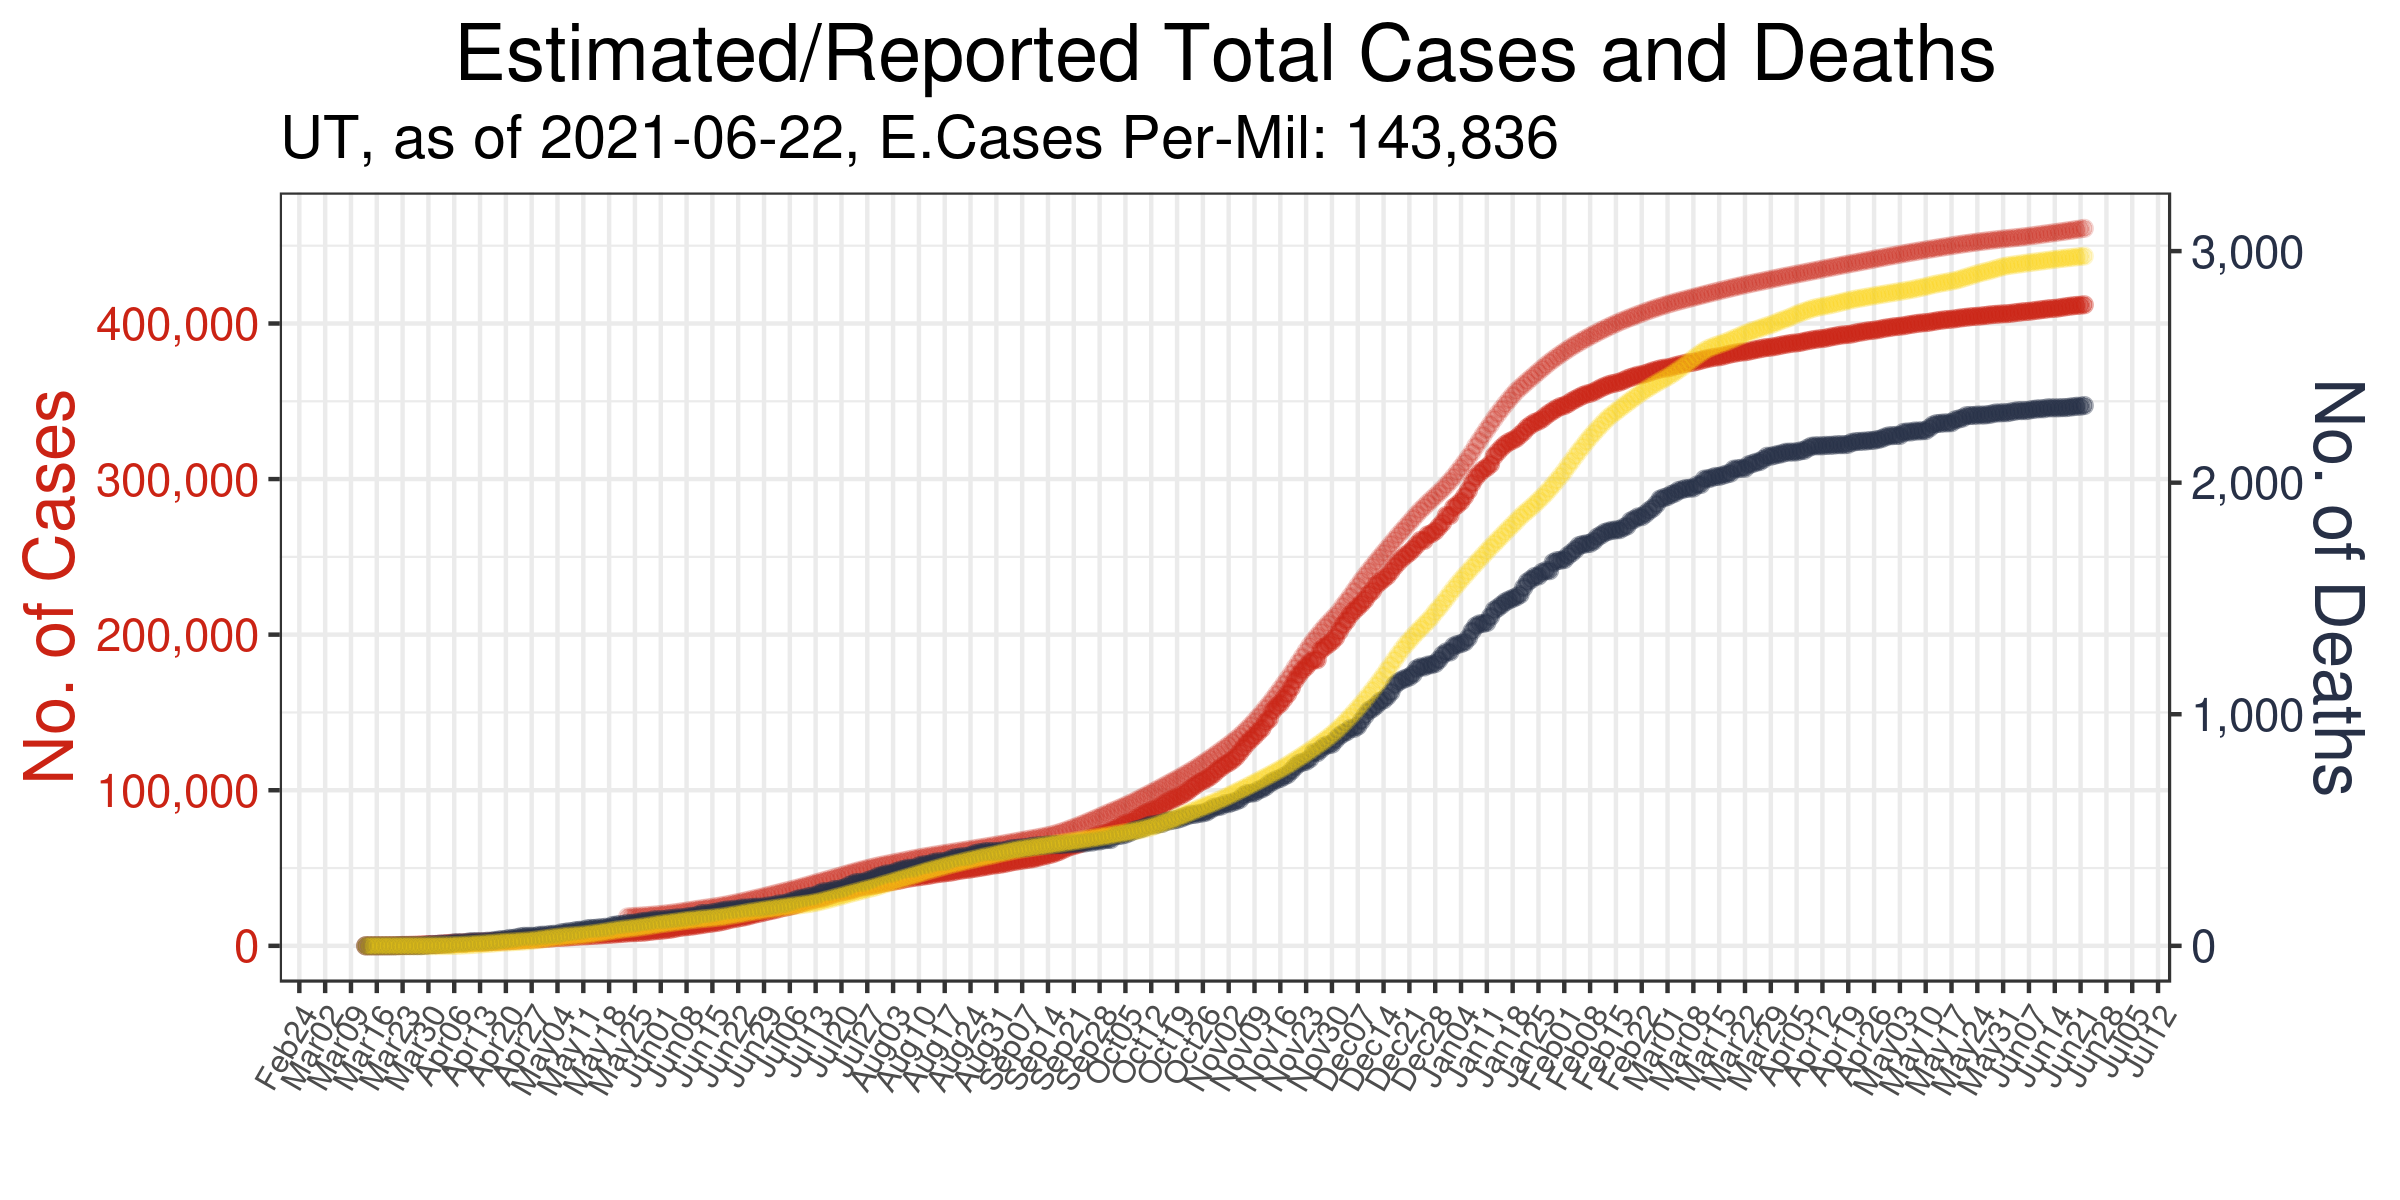 Estimated/Reported Total Cases and Deaths
UT, as of 2021-06-22, E.Cases Per-Mil: 143,836
No. of Cases
400,000
300,000
200,000
100,000
0
3,000
2,000
1,000
0
No. of Deaths
Feb24
Mar02
Mar09
Mar16
Mar23
Mar30
Apr06
Apr13
Apr20
Apr27
May04
May11
May18
May25
Jun01
Jun08
Jun15
Jun22
Jun29
Jul06
Jul13
Jul20
Jul27
Aug03
Aug10
Aug17
Aug24
Aug31
Sep07
Sep14
Sep21
Sep28
Oct05
Oct12
Oct19
Oct26
Nov02
Nov09
Nov16
Nov23
Nov30
Dec07
Dec14
Dec21
Dec28
Jan04
Jan11
Jan18
Jan25
Feb01
Feb08
Feb15
Feb22
Mar01
Mar08
Mar15
Mar22
Mar29
Apr05
Apr12
Apr19
Apr26
May03
May10
May17
May24
May31
Jun07
Jun14
Jun21
Jun28
Jul05
Jul12